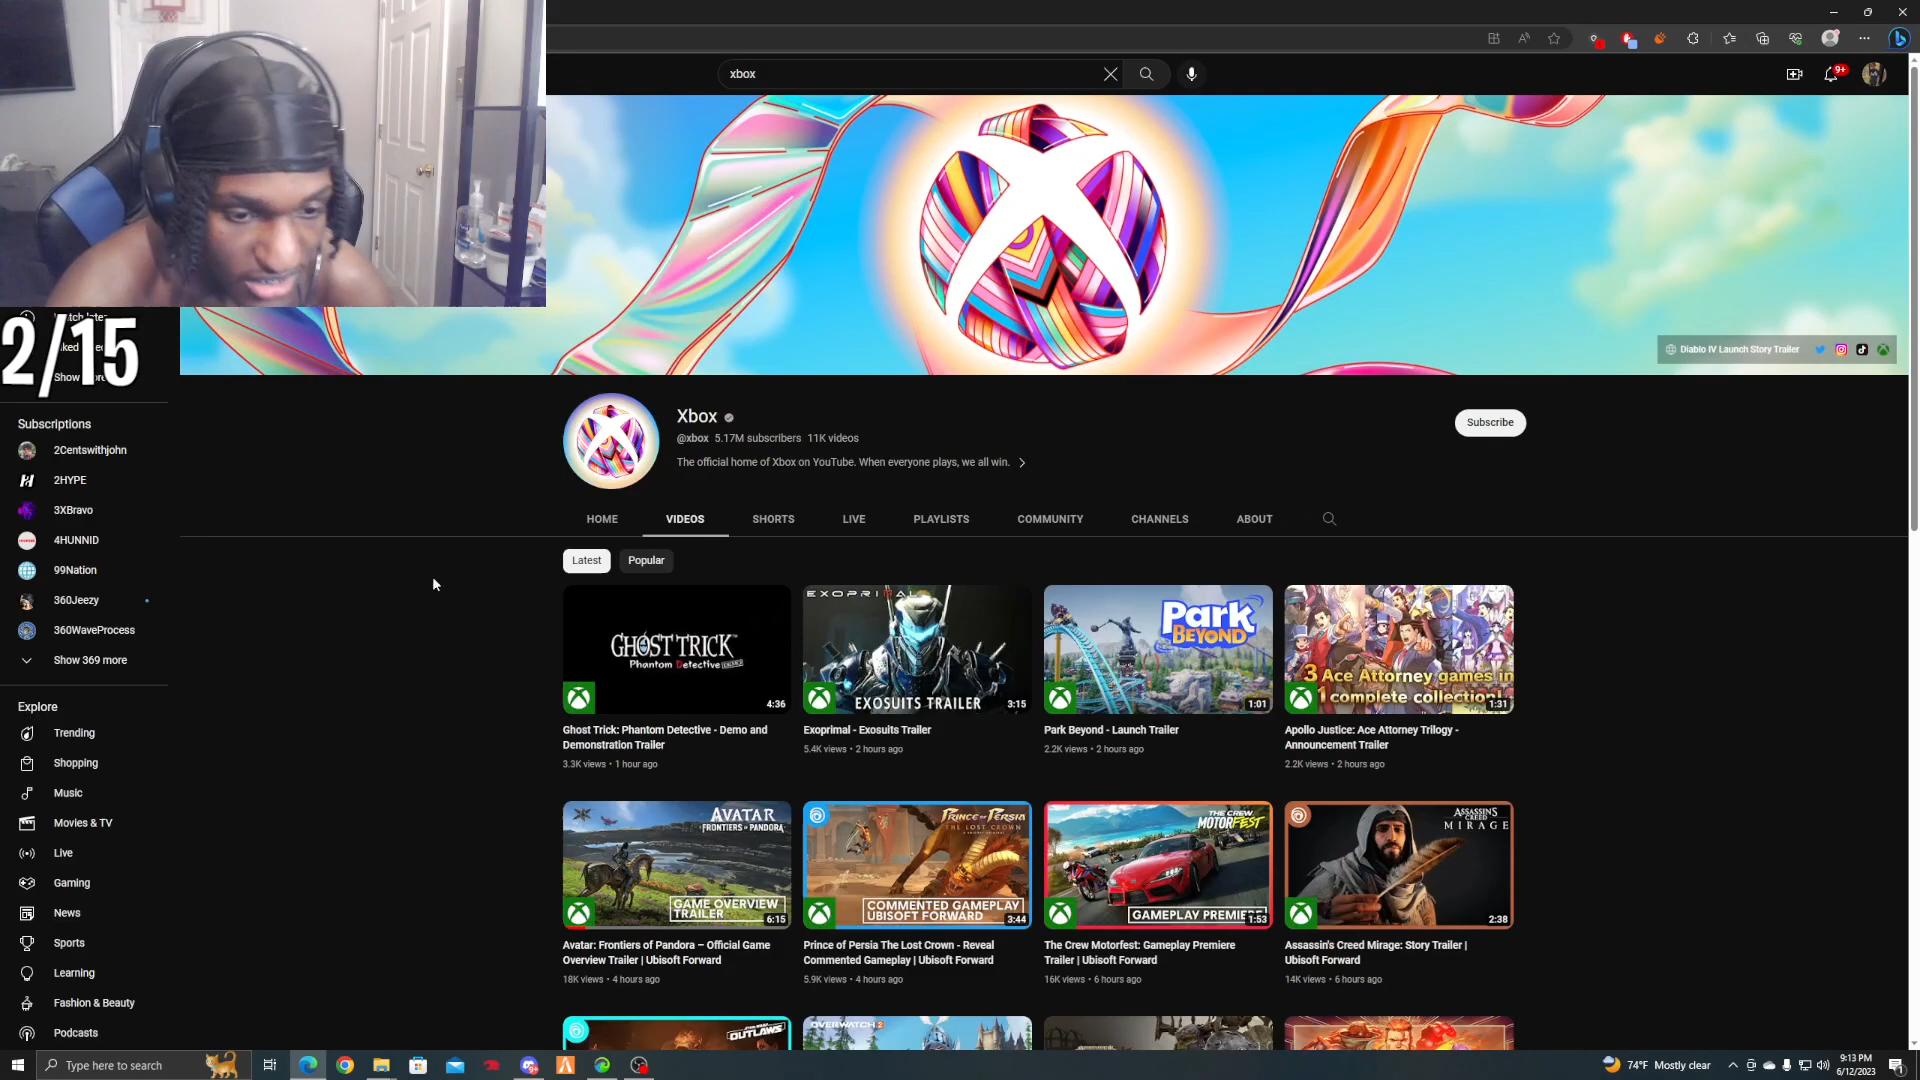 xbox
9+
Diablo IV Launch Story Trailer
2/15
Subscriptions
2Centswithjohn
2HYPE
3XBravo
4HUNNID
99Nation
360Jeezy
360WaveProcess
Show 369 more
Explore
Trending
Shopping
Music
Movies & TV
Live
Gaming
News
Sports
Learning
Fashion & Beauty
Podcasts
Xbox
@xbox 5.17M subscribers 11K videos
The official home of Xbox on YouTube. When everyone plays, we all win.
Subscribe
HOME VIDEOS SHORTS LIVE PLAYLISTS COMMUNITY CHANNELS ABOUT
Latest Popular
GHOST TRICK
Phantom Detective
4:36
Ghost Trick: Phantom Detective - Demo and
Demonstration Trailer
3.3K views • 1 hour ago
EXOPRIMAL
EXOSUITS TRAILER
3:15
Exoprimal - Exosuits Trailer
5.4K views • 2 hours ago
Park
BEYOND
1:01
Park Beyond - Launch Trailer
2.2K views • 2 hours ago
3 Ace Attorney games in
1 complete collection!
1:31
Apollo Justice: Ace Attorney Trilogy -
Announcement Trailer
2.2K views • 2 hours ago
AVATAR
FRONTIERS OF PANDORA
GAME OVERVIEW
TRAILER
6:15
Avatar: Frontiers of Pandora – Official Game
Overview Trailer | Ubisoft Forward
18K views • 4 hours ago
PRINCE OF PERSIA
THE LOST CROWN
COMMENTED GAMEPLAY
UBISOFT FORWARD
3:44
Prince of Persia The Lost Crown - Reveal
Commented Gameplay | Ubisoft Forward
5.9K views • 4 hours ago
THE CREW
MOTORFEST
GAMEPLAY PREMIE
1:53
The Crew Motorfest: Gameplay Premiere
Trailer | Ubisoft Forward
16K views • 6 hours ago
ASSASSIN'S
CREED
MIRAGE
2:38
Assassin's Creed Mirage: Story Trailer |
Ubisoft Forward
14K views • 6 hours ago
OUTLAWS
OVERWATCH 2
Type here to search
74°F Mostly clear
9:13 PM
6/12/2023